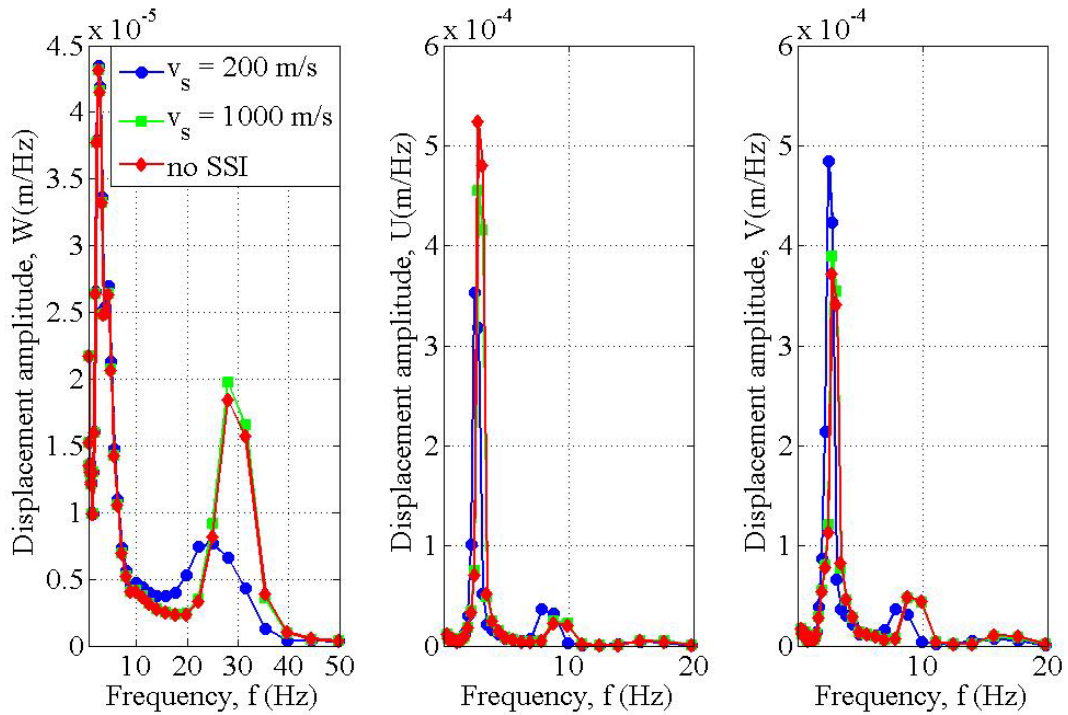 x 10⁻⁵
4.5
4
3.5
3
2.5
2
1.5
1
0.5
0
10 20 30 40 50
Displacement amplitude, W(m/Hz)
Frequency, f (Hz)
v_s = 200 m/s
v_s = 1000 m/s
no SSI
x 10⁻⁴
6
5
4
3
2
1
0
10 20
Displacement amplitude, U(m/Hz)
Frequency, f (Hz)
x 10⁻⁴
6
5
4
3
2
1
0
10 20
Displacement amplitude, V(m/Hz)
Frequency, f (Hz)